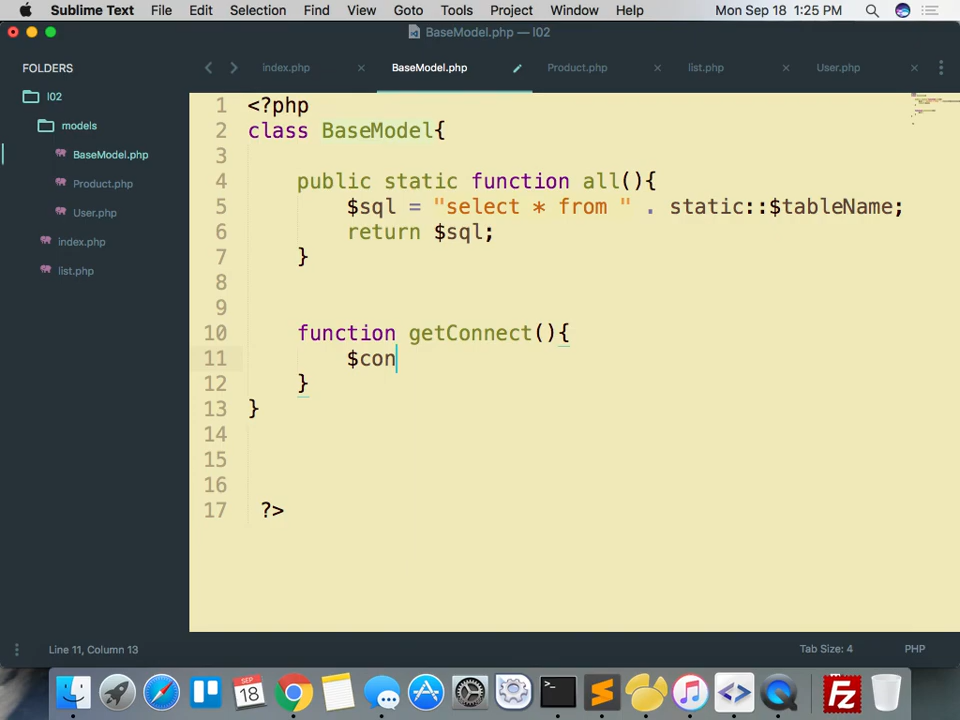 Sublime Text File Edit Selection Find View Goto Tools Project Window Help Mon Sep 18 1:25 PM
BaseModel.php — l02
FOLDERS
l02
models
BaseModel.php
Product.php
User.php
index.php
list.php
index.php BaseModel.php Product.php list.php User.php
1 <?php
2 class BaseModel{
3
4 public static function all(){
5 $sql = "select * from " . static::$tableName;
6 return $sql;
7 }
8
9
10 function getConnect(){
11 $con
12 }
13 }
14
15
16
17 ?>
Line 11, Column 13 Tab Size: 4 PHP
SEP
18
>_
Fz